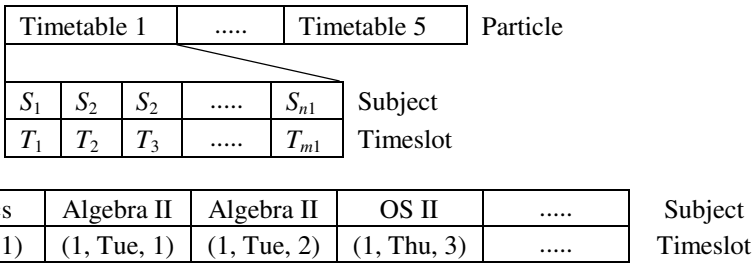 Timetable 1 ..... Timetable 5 Particle
S1 S2 S2 ..... Sn1 Subject
T1 T2 T3 ..... Tm1 Timeslot
Algebra II Algebra II OS II ..... Subject
1) (1, Tue, 1) (1, Tue, 2) (1, Thu, 3) ..... Timeslot